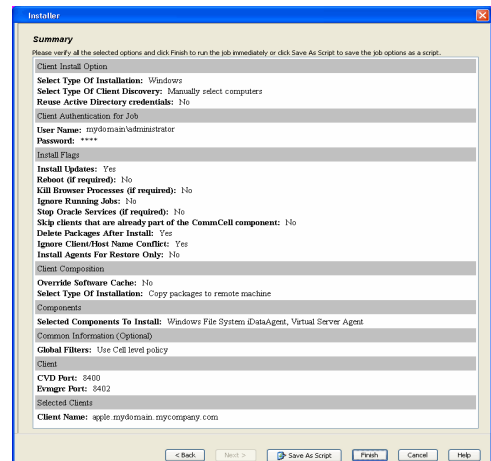 Installer
Summary
Please verify all the selected options and click Finish to run the job immediately or click Save As Script to save the job options as a script.
Client Install Option
Select Type Of Installation: Windows
Select Type Of Client Discovery: Manually select computers
Reuse Active Directory credentials: No
Client Authentication for Job
User Name: mydomain\administrator
Password: ****
Install Flags
Install Updates: Yes
Reboot (if required): No
Kill Browser Processes (if required): No
Ignore Running Jobs: No
Stop Oracle Services (if required): No
Skip clients that are already part of the CommCell component: No
Delete Packages After Install: Yes
Ignore Client/Host Name Conflict: Yes
Install Agents For Restore Only: No
Client Composition
Override Software Cache: No
Select Type Of Installation: Copy packages to remote machine
Components
Selected Components To Install: Windows File System iDataAgent, Virtual Server Agent
Common Information (Optional)
Global Filters: Use Cell level policy
Client
CVD Port: 8400
Evmgrc Port: 8402
Selected Clients
Client Name: apple.mydomain.mycompany.com
< Back Next > Save As Script Finish Cancel Help